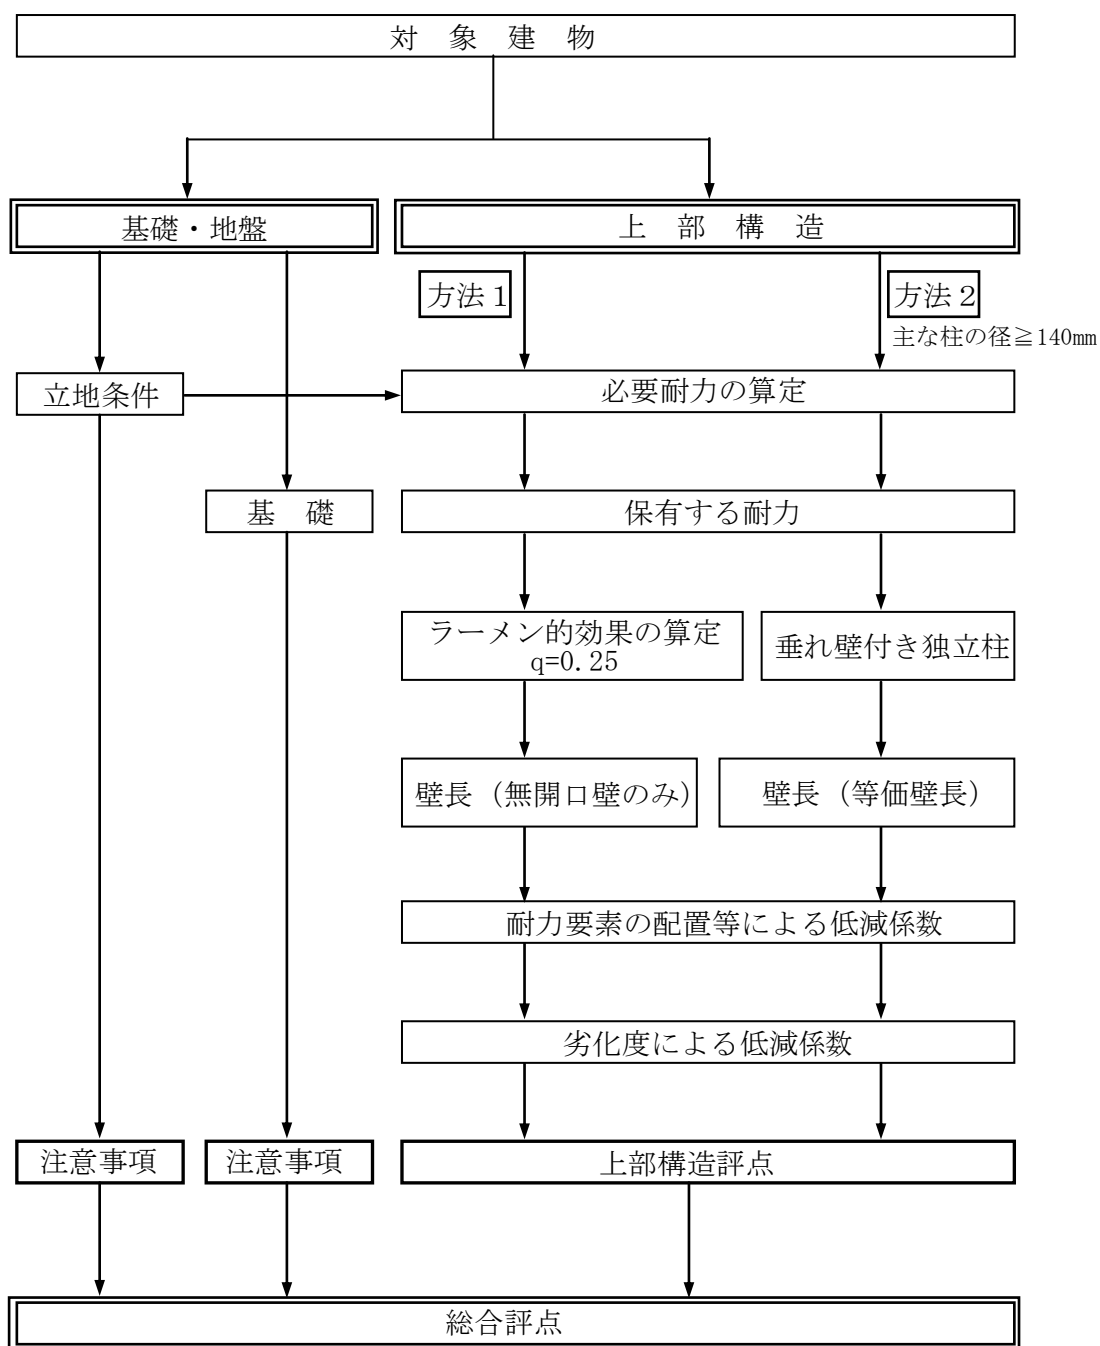 対　象　建　物
基礎・地盤
上　部　構　造
方法１
方法２
主な柱の径≧140㎜
立地条件
必要耐力の算定
基　礎
保有する耐力
ラーメン的効果の算定
q=0.25
垂れ壁付き独立柱
壁長（無開口壁のみ）
壁長（等価壁長）
耐力要素の配置等による低減係数
劣化度による低減係数
注意事項
注意事項
上部構造評点
総合評点